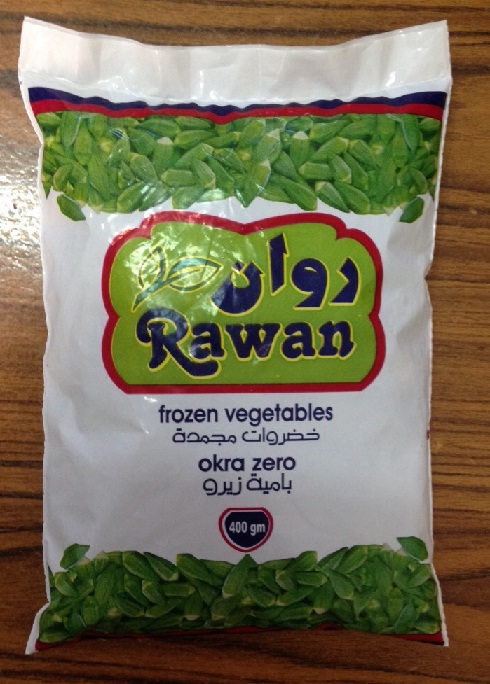 روان
Rawan
frozen vegetables
خضروات مجمدة
okra zero
بامية زيرو
400 gm